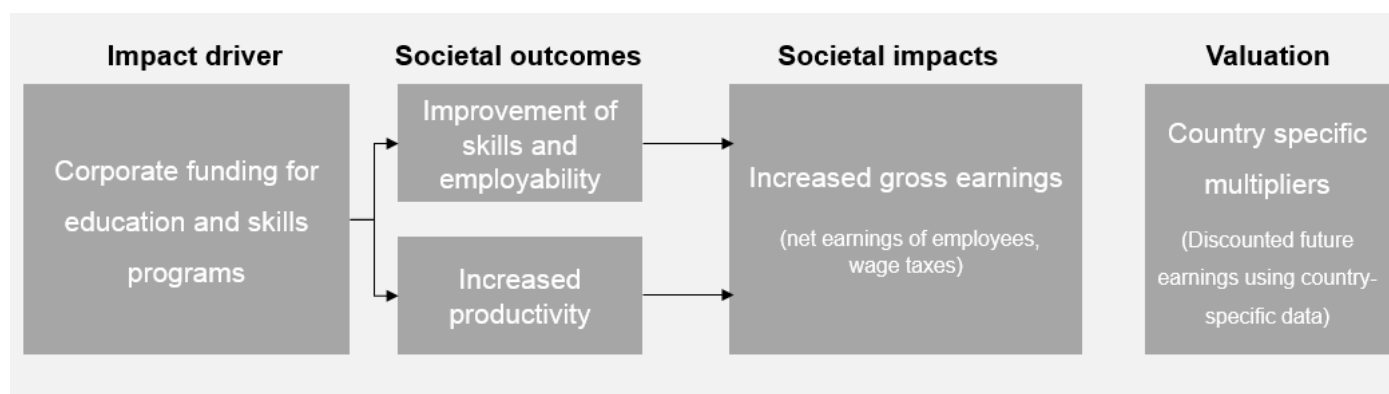 Impact driver
Societal outcomes
Societal impacts
Valuation
Corporate funding for
education and skills
programs
Improvement of
skills and
employability
Increased
productivity
Increased gross earnings
(net earnings of employees,
wage taxes)
Country specific
multipliers
(Discounted future
earnings using country-
specific data)